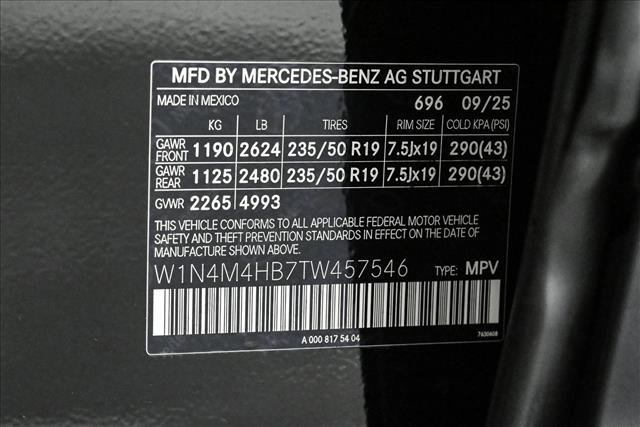 MFD BY MERCEDES-BENZ AG STUTTGART
MADE IN MEXICO 696 09/25
KG LB TIRES RIM SIZE COLD KPA (PSI)
GAWR FRONT 1190 2624 235/50 R19 7.5Jx19 290(43)
GAWR REAR 1125 2480 235/50 R19 7.5Jx19 290(43)
GVWR 2265 4993
THIS VEHICLE CONFORMS TO ALL APPLICABLE FEDERAL MOTOR VEHICLE
SAFETY AND THEFT PREVENTION STANDARDS IN EFFECT ON THE DATE OF
MANUFACTURE SHOWN ABOVE.
W1N4M4HB7TW457546 TYPE: MPV
A 000 817 54 04 7630608